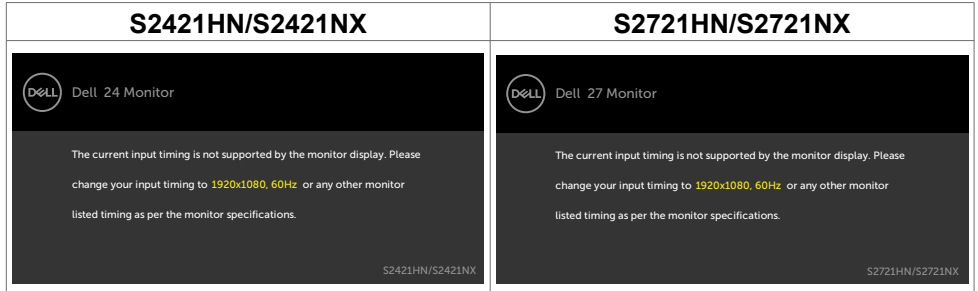 S2421HN/S2421NX
S2721HN/S2721NX
DELL Dell 24 Monitor
The current input timing is not supported by the monitor display. Please
change your input timing to 1920x1080, 60Hz or any other monitor
listed timing as per the monitor specifications.
S2421HN/S2421NX
DELL Dell 27 Monitor
The current input timing is not supported by the monitor display. Please
change your input timing to 1920x1080, 60Hz or any other monitor
listed timing as per the monitor specifications.
S2721HN/S2721NX